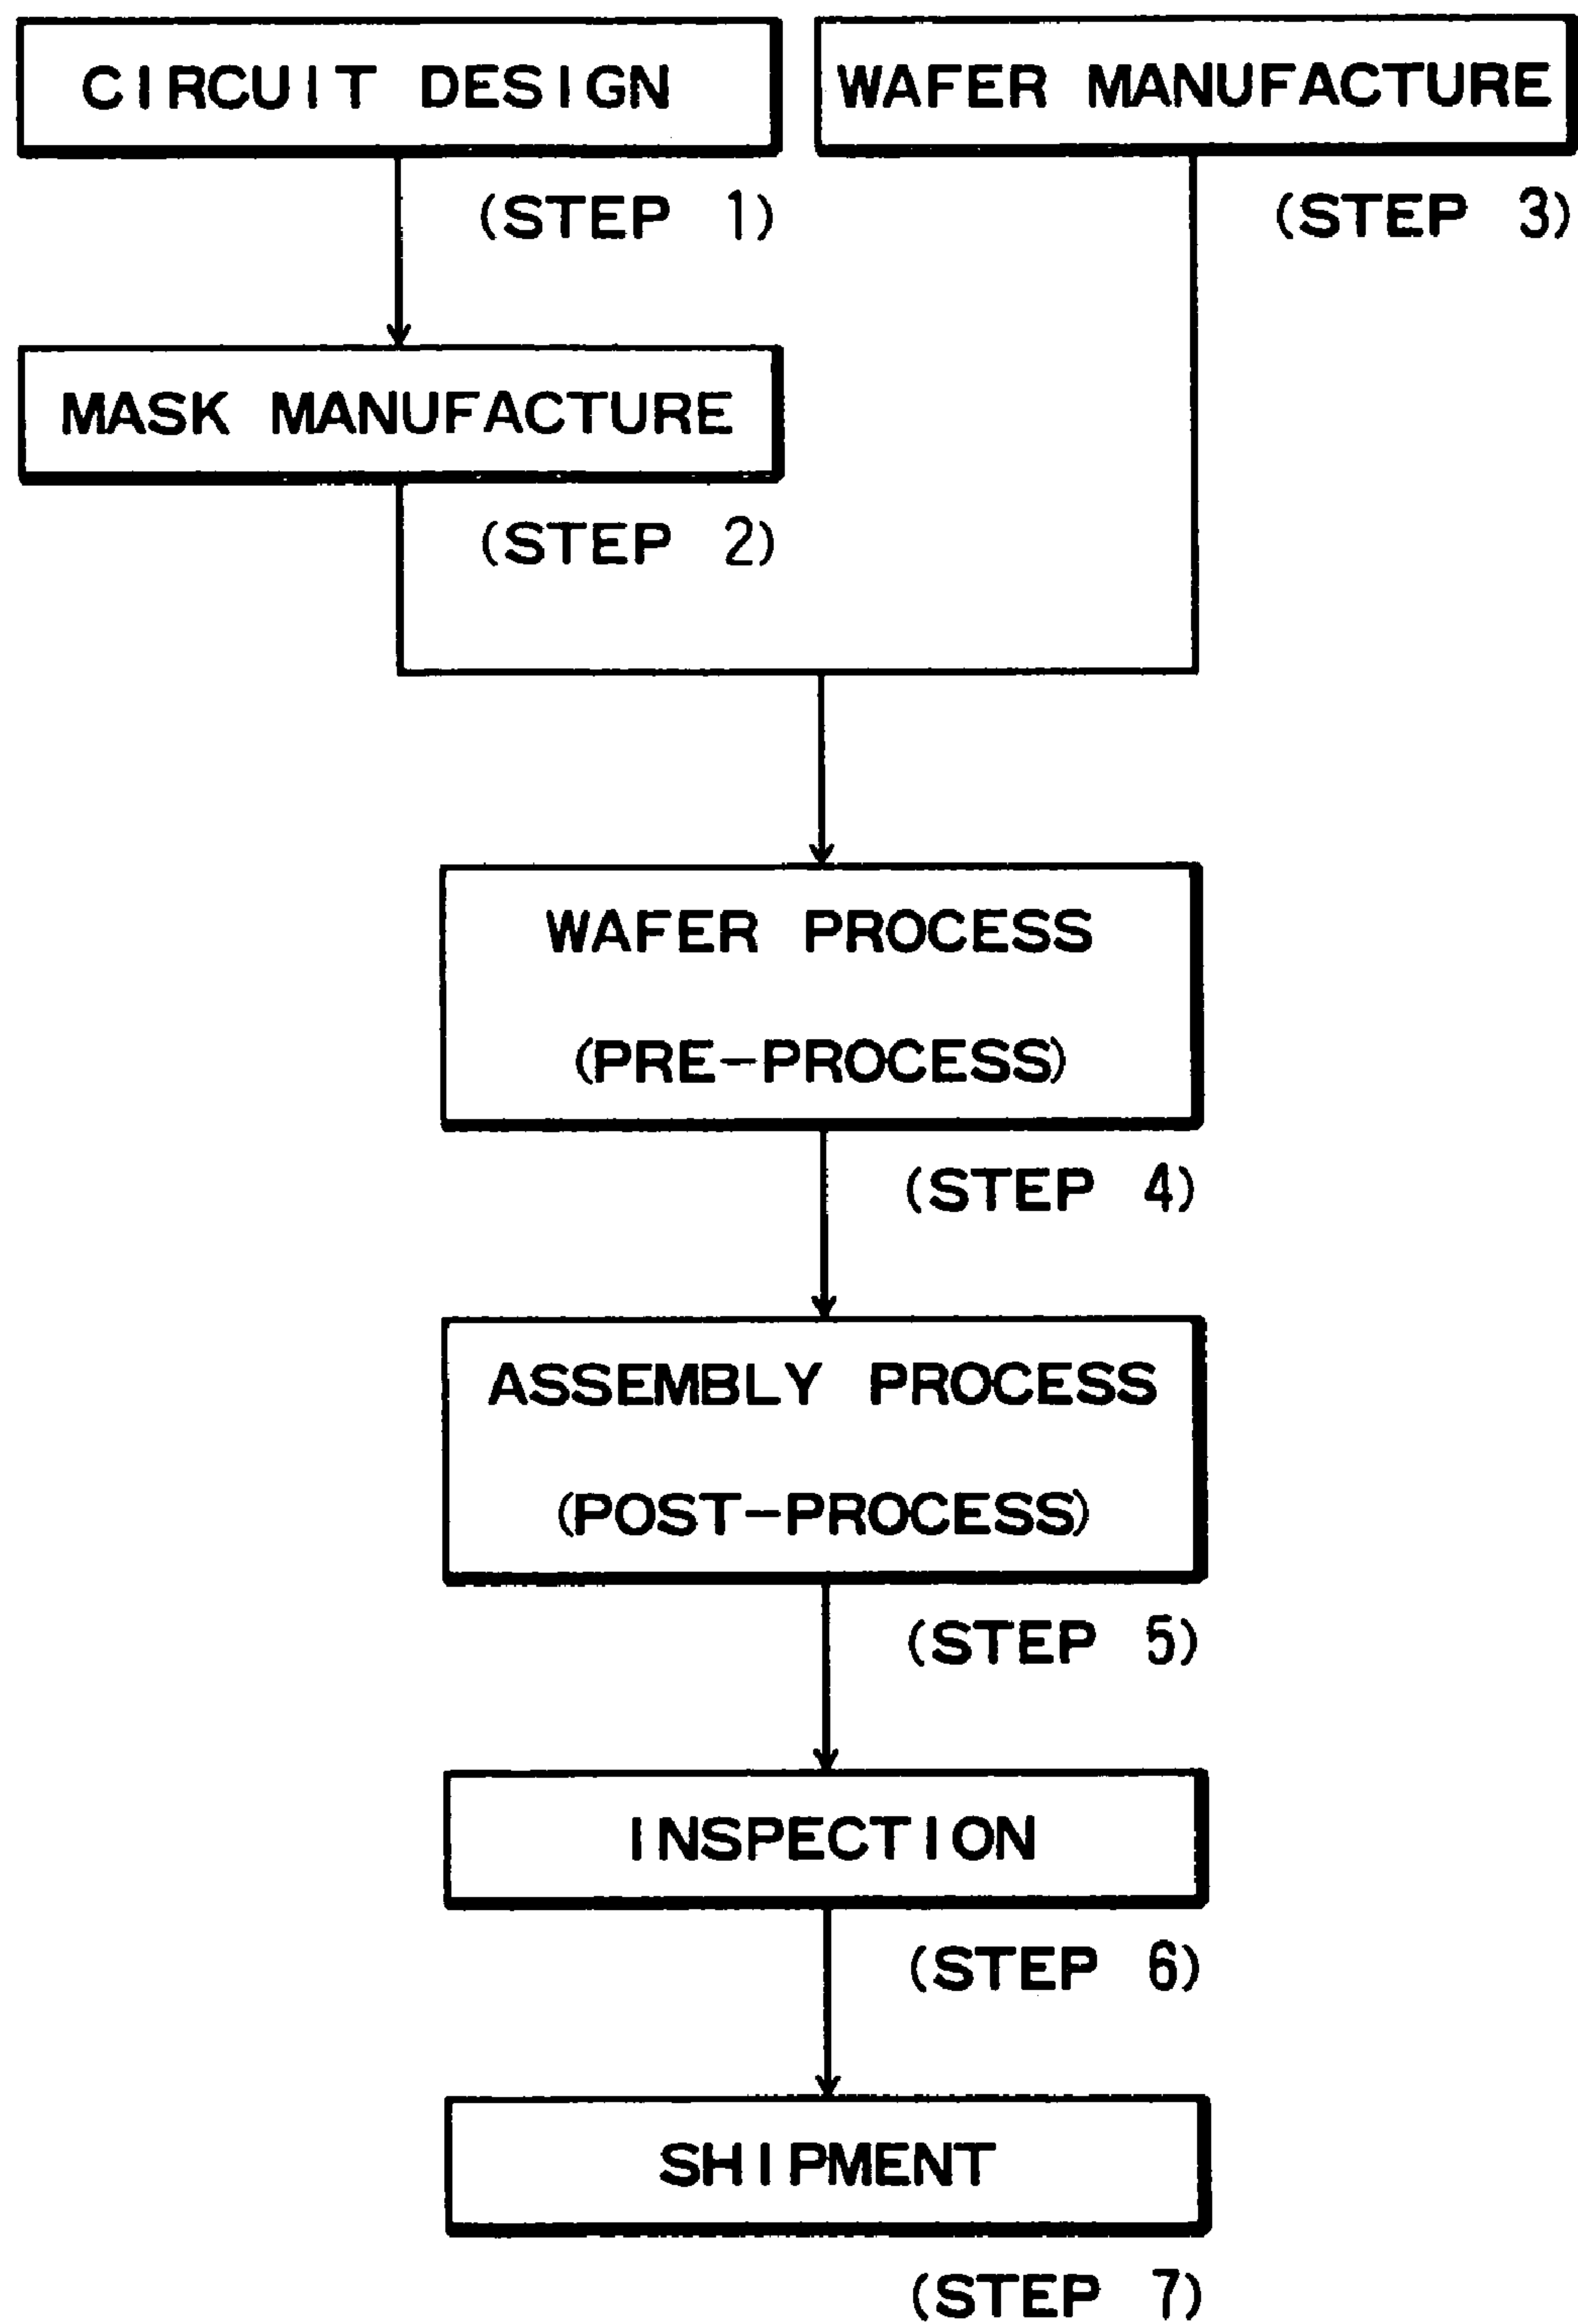 CIRCUIT DESIGN
(STEP 1)
WAFER MANUFACTURE
(STEP 3)
MASK MANUFACTURE
(STEP 2)
WAFER PROCESS
(PRE-PROCESS)
(STEP 4)
ASSEMBLY PROCESS
(POST-PROCESS)
(STEP 5)
INSPECTION
(STEP 6)
SHIPMENT
(STEP 7)